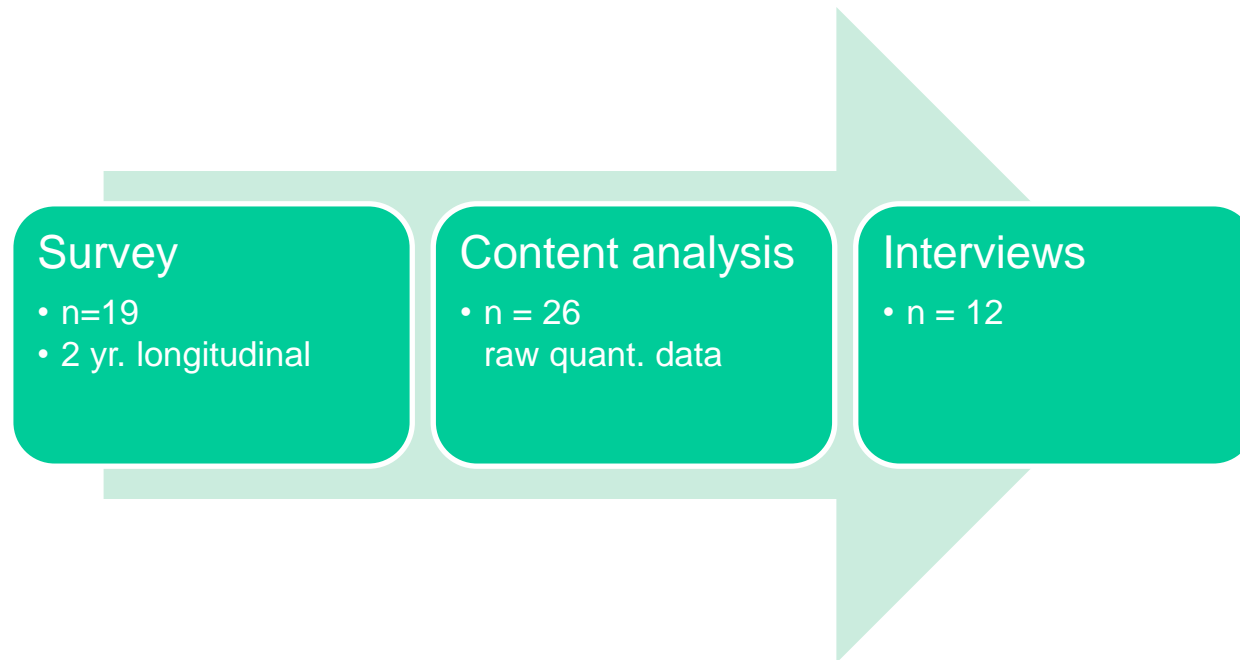 Survey
• n=19
• 2 yr. longitudinal
Content analysis
• n = 26
raw quant. data
Interviews
• n = 12